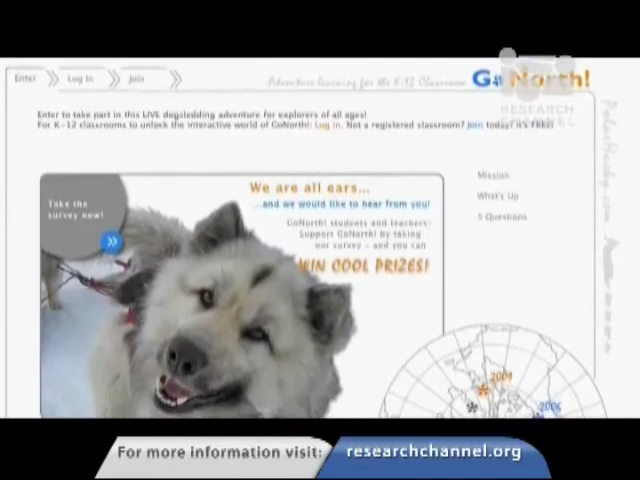 Enter
Log In
Join
Adventure learning for the K-12 Classroom
GoNorth!
RESEARCH
CHANNEL
Enter to take part in this LIVE dogsledding adventure for explorers of all ages!
For K-12 classrooms to unlock the interactive world of GoNorth!: Log in. Not a registered classroom? Join today! It's FREE!
Take the
survey now!
We are all ears...
...and we would like to hear from you!
GoNorth! students and teachers:
Support GoNorth! by taking
our survey - and you can
WIN COOL PRIZES!
Mission
What's Up
5 Questions
PolarHusky.com
2006
For more information visit:
researchchannel.org